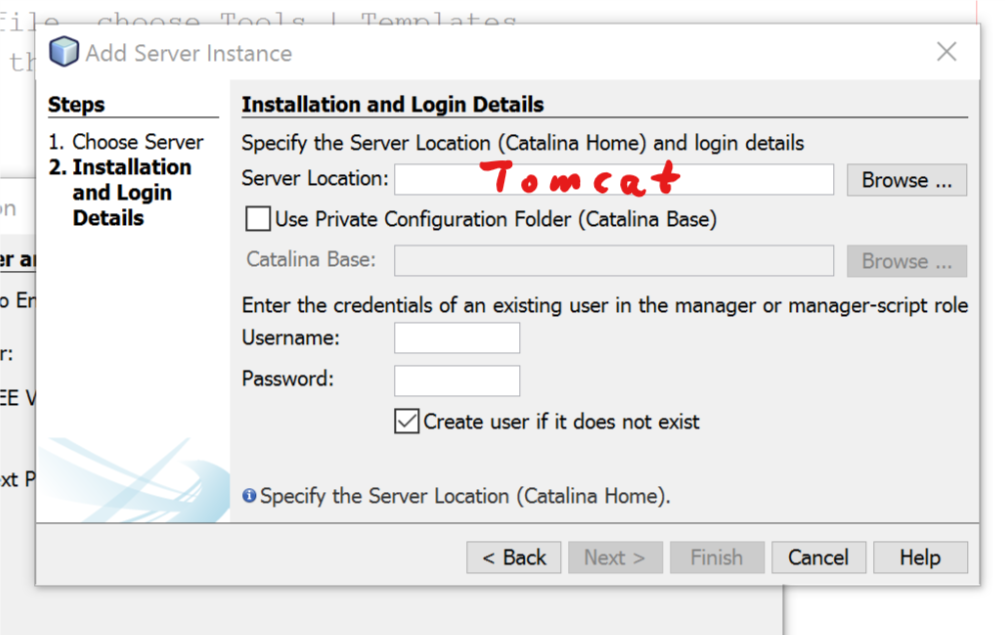 file, choose Tools | Templates
th
Add Server Instance
Steps
1. Choose Server
2. Installation
and Login
Details
Installation and Login Details
Specify the Server Location (Catalina Home) and login details
Server Location: Tomcat Browse ...
Use Private Configuration Folder (Catalina Base)
Catalina Base: Browse ...
Enter the credentials of an existing user in the manager or manager-script role
Username:
Password:
Create user if it does not exist
Specify the Server Location (Catalina Home).
< Back Next > Finish Cancel Help
on
er an
o En
r:
EE V
xt P